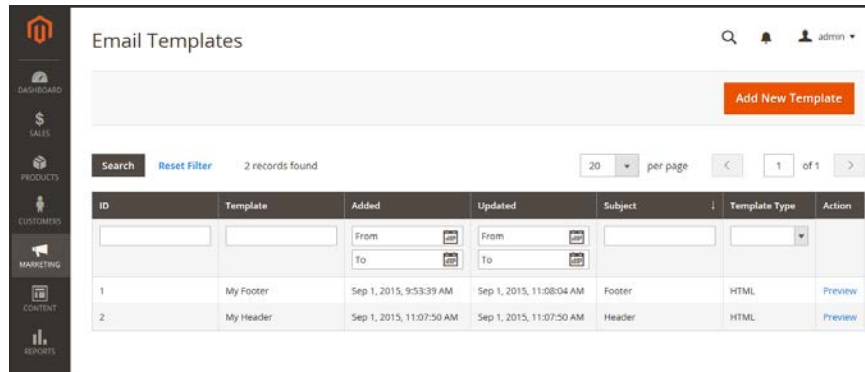 Email Templates
admin
DASHBOARD
Add New Template
SALES
Search Reset Filter 2 records found 20 per page 1 of 1
PRODUCTS
ID Template Added Updated Subject Template Type Action
CUSTOMERS
From From
MARKETING
To To
1 My Footer Sep 1, 2015, 9:53:39 AM Sep 1, 2015, 11:08:04 AM Footer HTML Preview
CONTENT
2 My Header Sep 1, 2015, 11:07:50 AM Sep 1, 2015, 11:07:50 AM Header HTML Preview
REPORTS